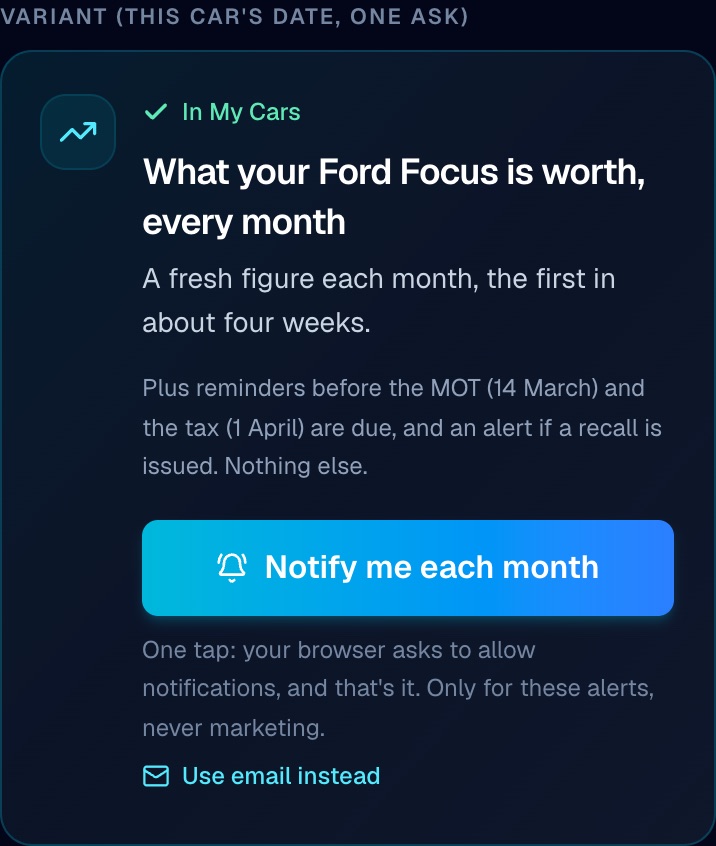 VARIANT (THIS CAR'S DATE, ONE ASK)
In My Cars
What your Ford Focus is worth,
every month
A fresh figure each month, the first in
about four weeks.
Plus reminders before the MOT (14 March) and
the tax (1 April) are due, and an alert if a recall is
issued. Nothing else.
Notify me each month
One tap: your browser asks to allow
notifications, and that's it. Only for these alerts,
never marketing.
Use email instead